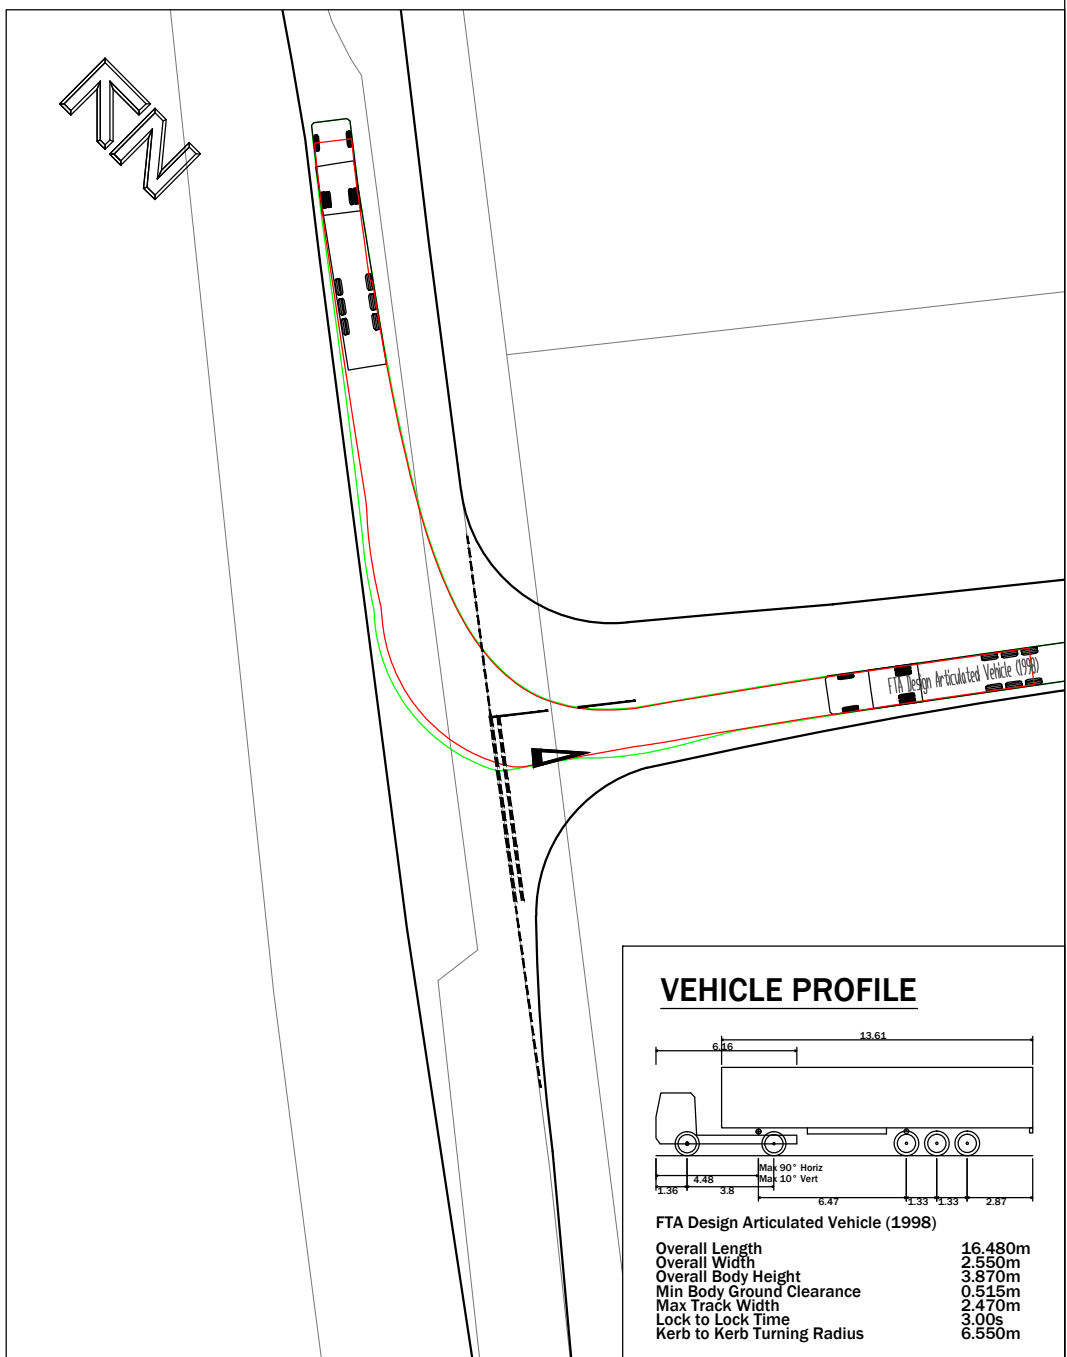 N
FTA Design Articulated Vehicle (1998)
VEHICLE PROFILE
13.61
6.16
Max 90° Horiz
Max 10° Vert
4.48
1.36
3.8
6.47
1.33
1.33
2.87
FTA Design Articulated Vehicle (1998)
Overall Length 16.480m
Overall Width 2.550m
Overall Body Height 3.870m
Min Body Ground Clearance 0.515m
Max Track Width 2.470m
Lock to Lock Time 3.00s
Kerb to Kerb Turning Radius 6.550m